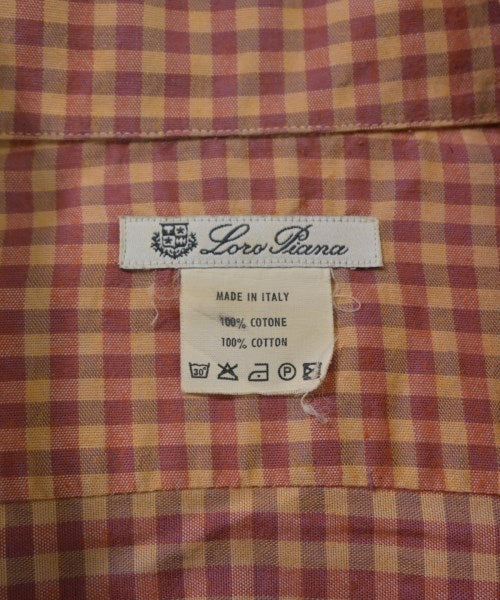 Loro Piana
MADE IN ITALY
100% COTONE
100% COTTON
30°
P